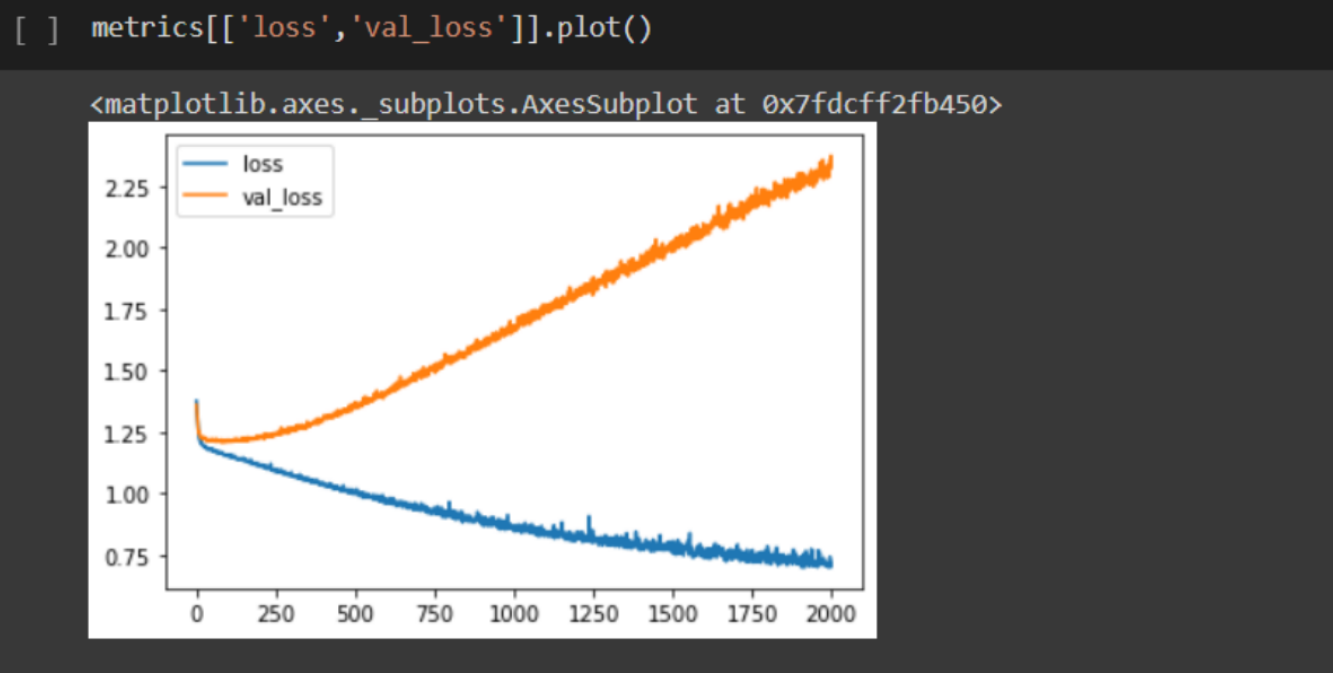 [ ] metrics[['loss','val_loss']].plot()
<matplotlib.axes._subplots.AxesSubplot at 0x7fdcff2fb450>
loss
val_loss
2.25
2.00
1.75
1.50
1.25
1.00
0.75
0 250 500 750 1000 1250 1500 1750 2000